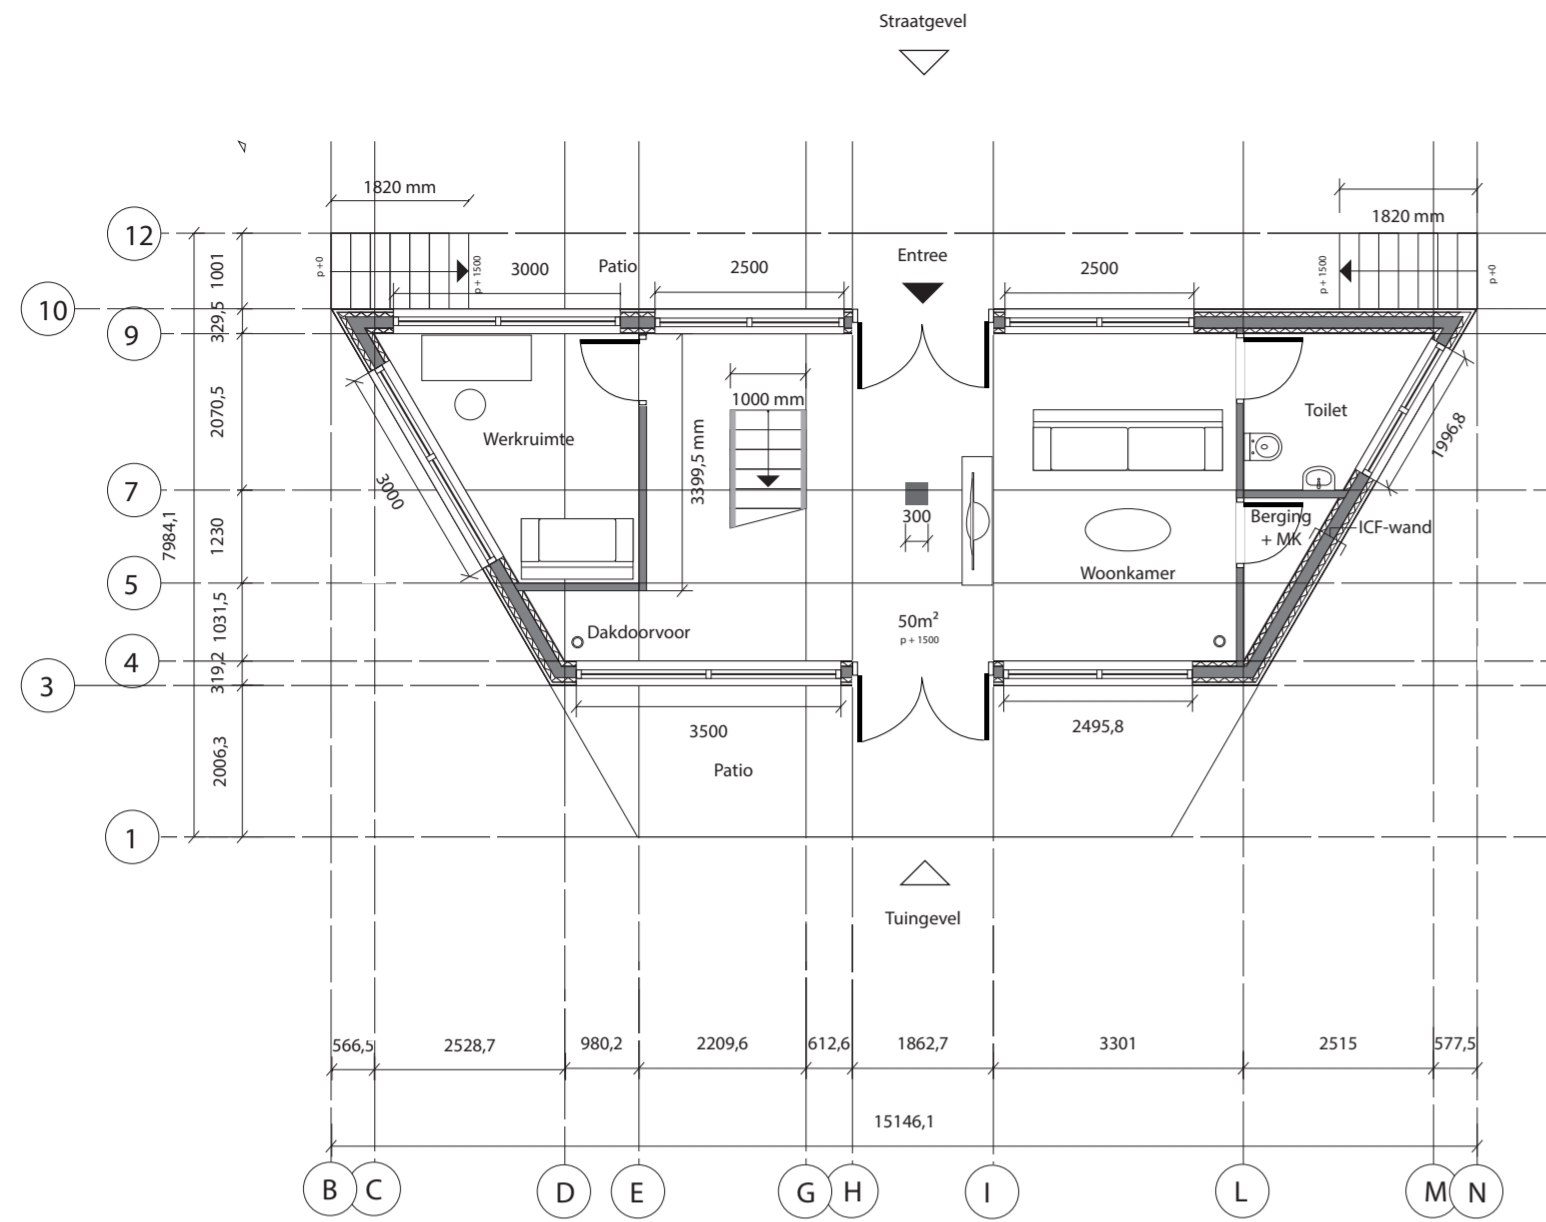 Straatgevel
1820 mm
1820 mm
12
Entree
p+0
p+1500
3000
Patio
2500
2500
p+1500
p+0
1001
10
329,5
9
2070,5
1000 mm
Toilet
Werkruimte
3399,5 mm
1996,8
3000
7
300
Berging
+ MK
ICF-wand
7984,1
1230
Woonkamer
5
1031,5
Dakdoorvoor
50m²
p+1500
4
319,2
3
3500
2495,8
2006,3
Patio
1
Tuingevel
566,5 2528,7 980,2 2209,6 612,6 1862,7 3301 2515 577,5
15146,1
B C D E G H I L M N